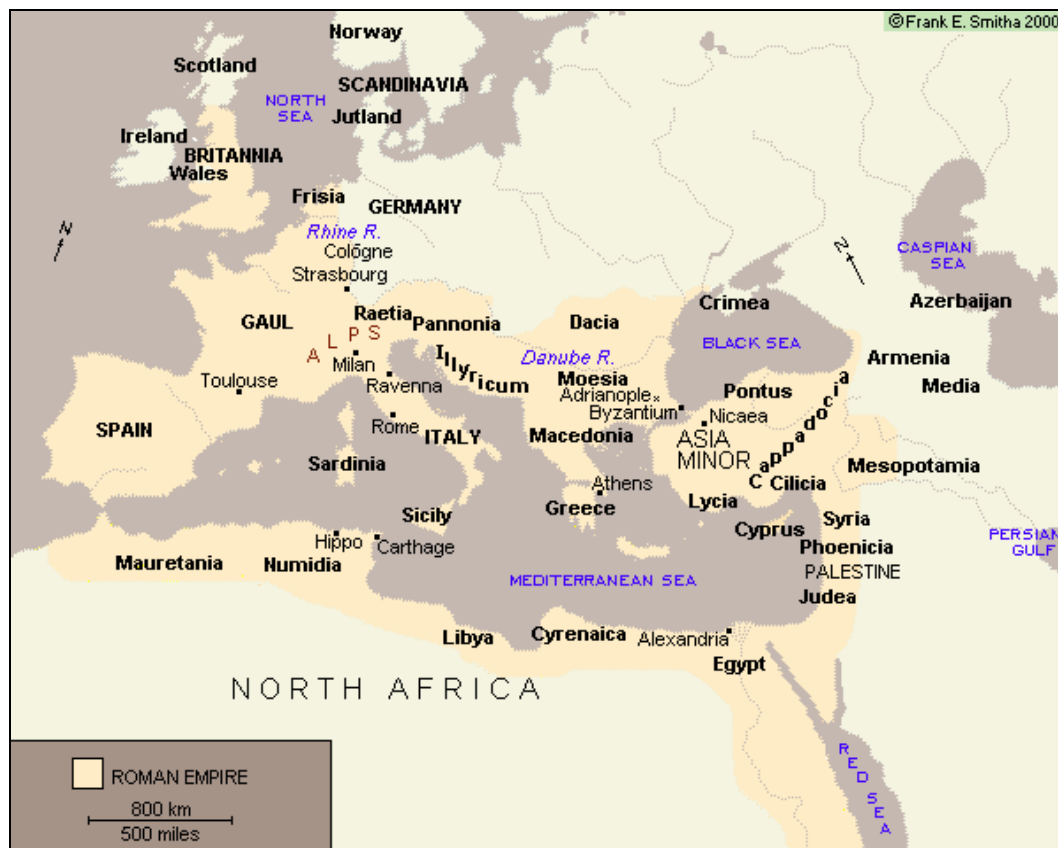 ©Frank E. Smitha 2000
Norway
Scotland
SCANDINAVIA
NORTH
SEA
Jutland
Ireland
BRITANNIA
Wales
Frisia
GERMANY
N
Rhine R.
Cologne
Strasbourg
N
CASPIAN
SEA
Azerbaijan
Crimea
GAUL
Raetia
Pannonia
Dacia
ALPS
Milan
Illyricum
Danube R.
BLACK SEA
Armenia
Toulouse
Ravenna
Moesia
Adrianople
Byzantium
Pontus
Media
Nicaea
Cappadocia
SPAIN
Rome
ITALY
Macedonia
ASIA
MINOR
Sardinia
Mesopotamia
Athens
Greece
Lycia
Cilicia
Sicily
Cyprus
Syria
Hippo
Carthage
Phoenicia
PERSIAN
GULF
Mauretania
Numidia
MEDITERRANEAN SEA
PALESTINE
Judea
Libya
Cyrenaica
Alexandria
Egypt
NORTH AFRICA
RED SEA
ROMAN EMPIRE
800 km
500 miles